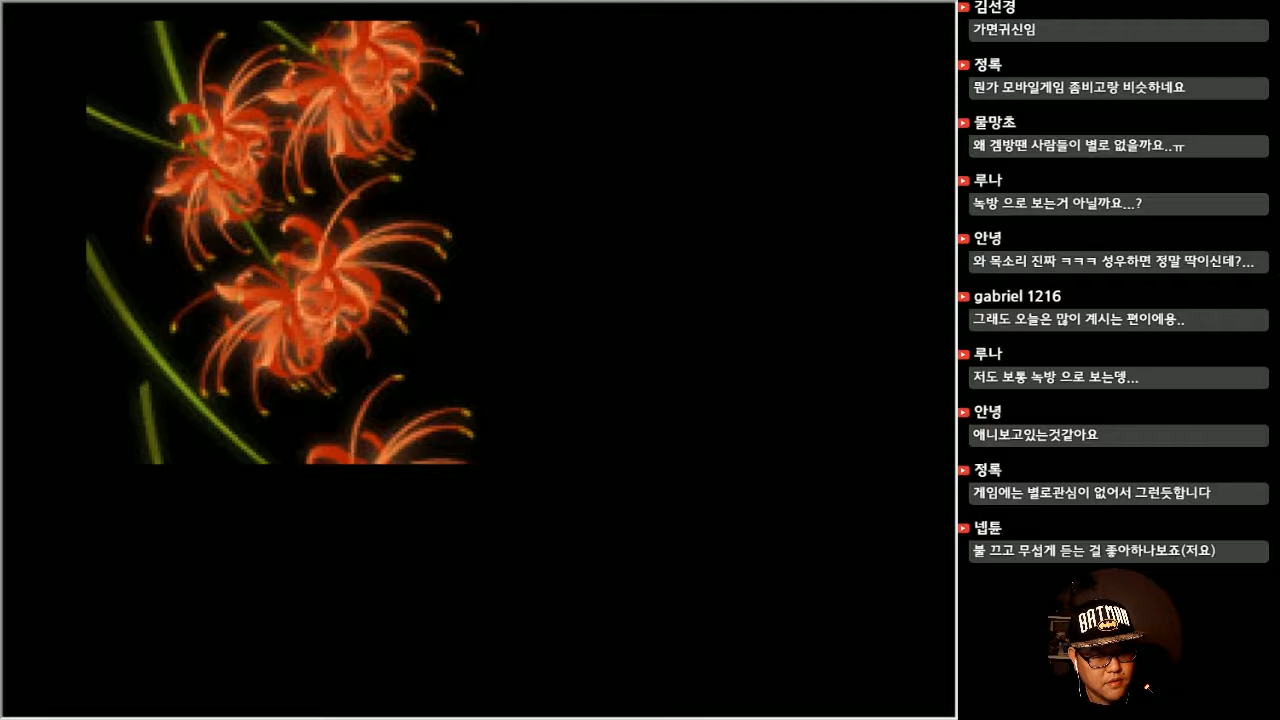 김선경
가면귀신임
정록
뭔가 모바일게임 좀비고랑 비슷하네요
물망초
왜 겜방땐 사람들이 별로 없을까요..ㅠ
루나
녹방 으로 보는거 아닐까요...?
안녕
와 목소리 진짜 ㅋㅋㅋ 성우하면 정말 딱이신데?...
gabriel 1216
그래도 오늘은 많이 계시는 편이에용..
루나
저도 보통 녹방 으로 보는뎅...
안녕
애니보고있는것같아요
정록
게임에는 별로관심이 없어서 그런듯합니다
넵튠
불 끄고 무섭게 듣는 걸 좋아하나보죠(저요)
BATMAN